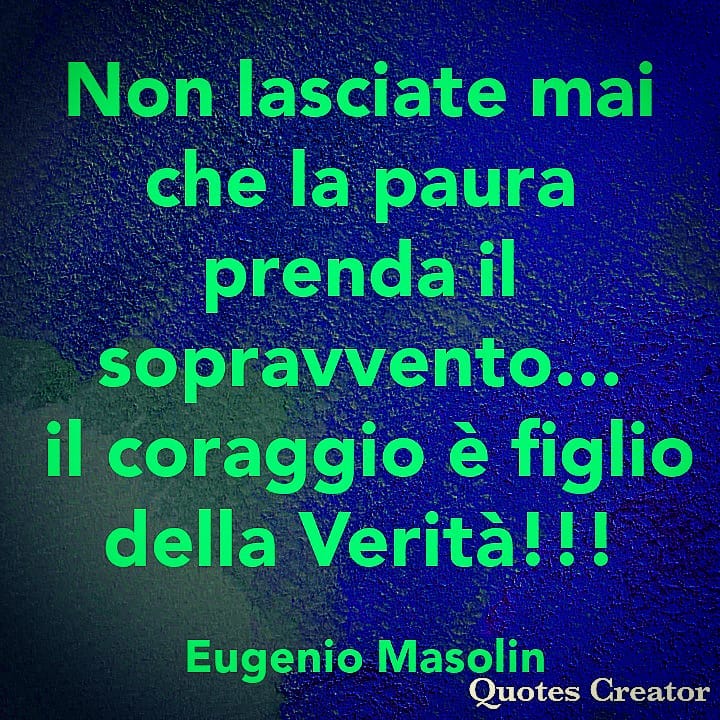 Non lasciate mai
che la paura
prenda il
sopravvento...
il coraggio è figlio
della Verità!!!
Eugenio Masolin
Quotes Creator